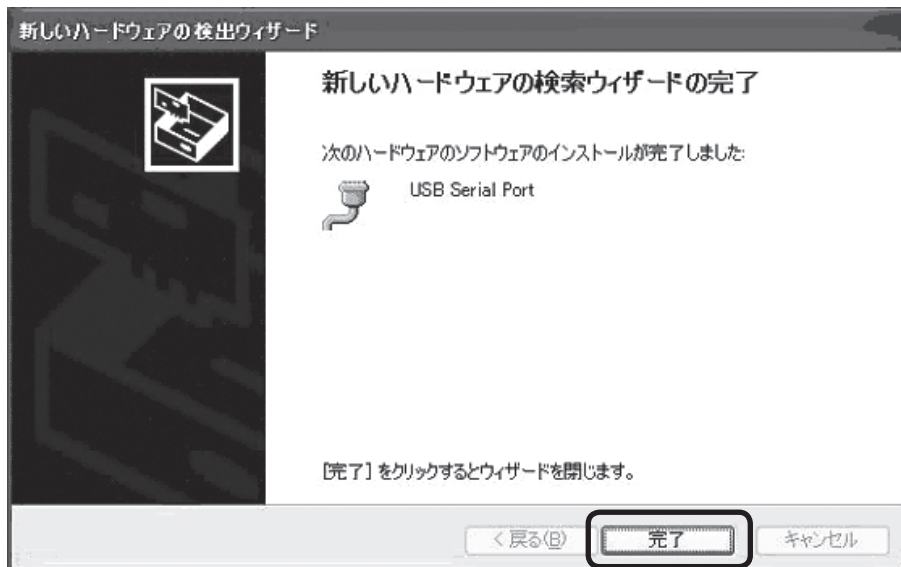 新しいハードウェアの検出ウィザード
新しいハードウェアの検索ウィザードの完了
次のハードウェアのソフトウェアのインストールが完了しました:
USB Serial Port
[完了] をクリックするとウィザードを閉じます。
< 戻る(B)
完了
キャンセル